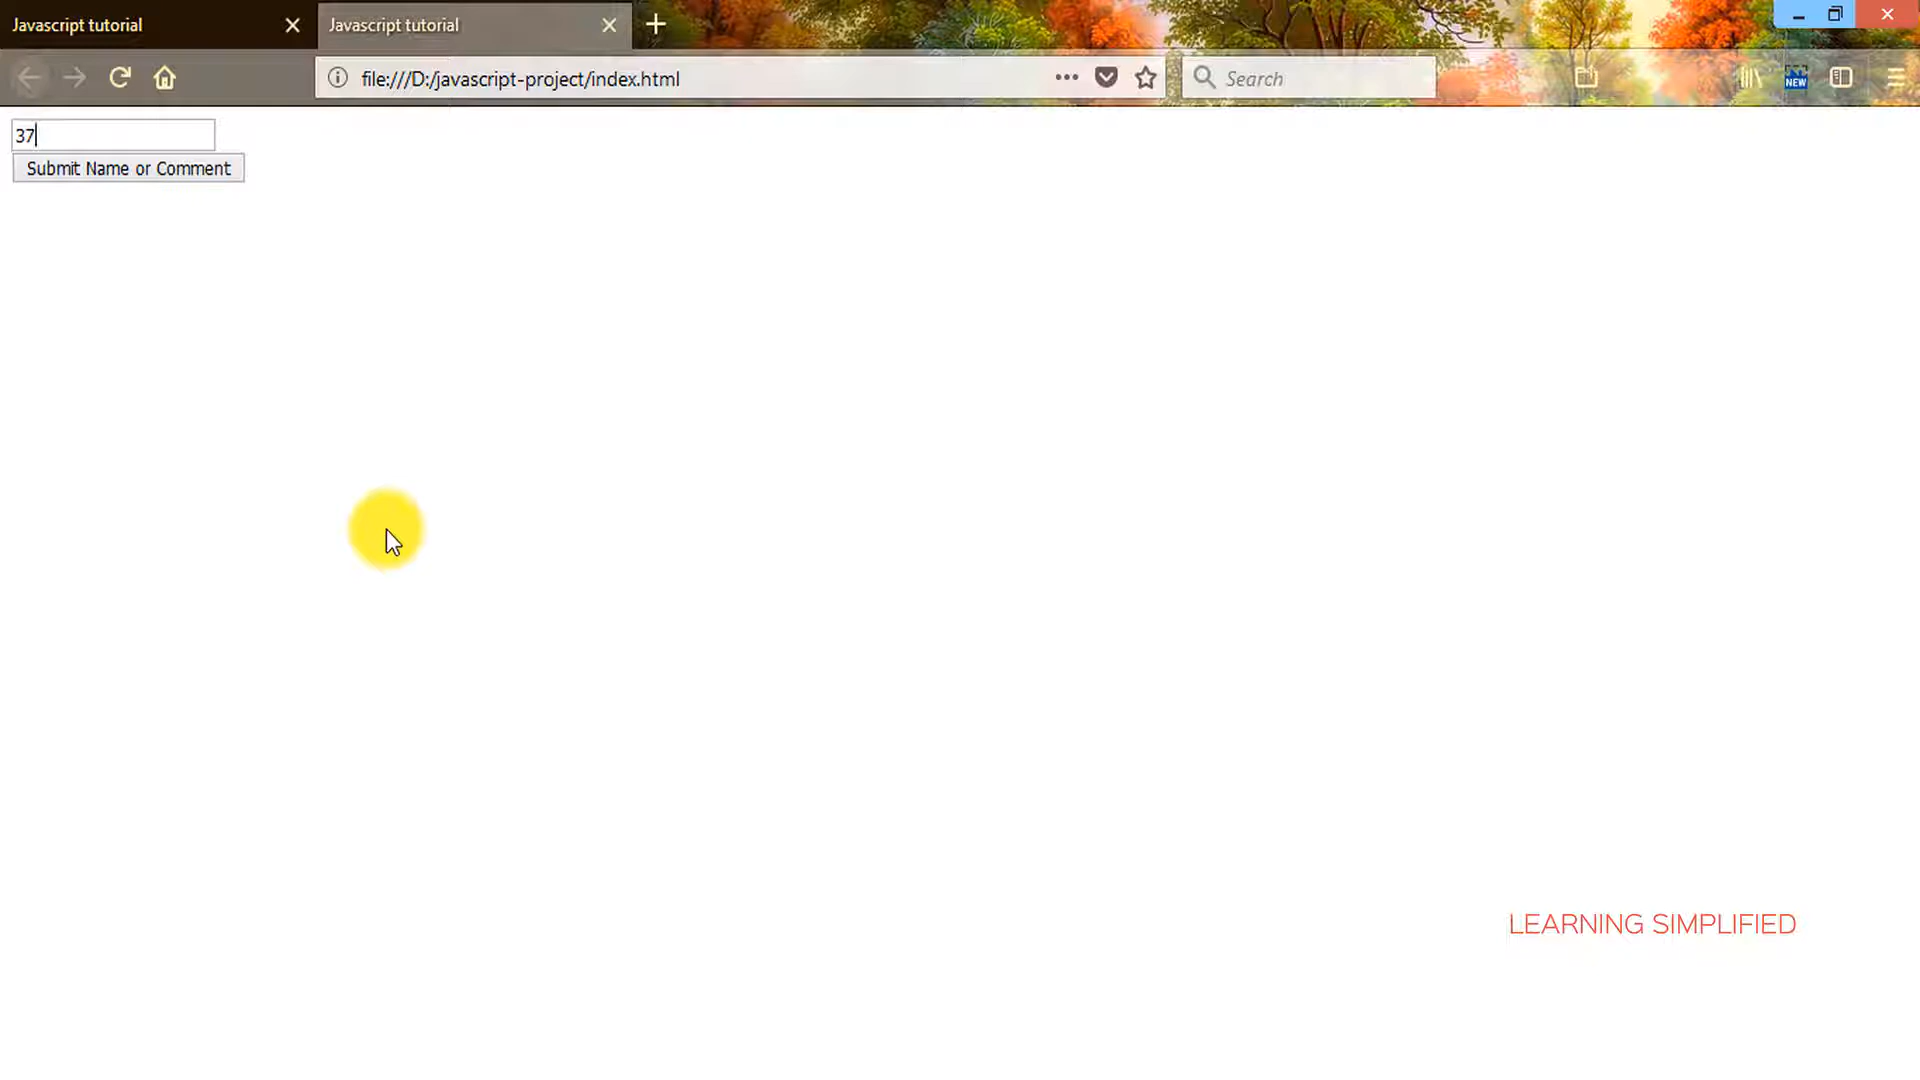 Javascript tutorial
Javascript tutorial
file:///D:/javascript-project/index.html
Search
NEW
37
Submit Name or Comment
LEARNING SIMPLIFIED